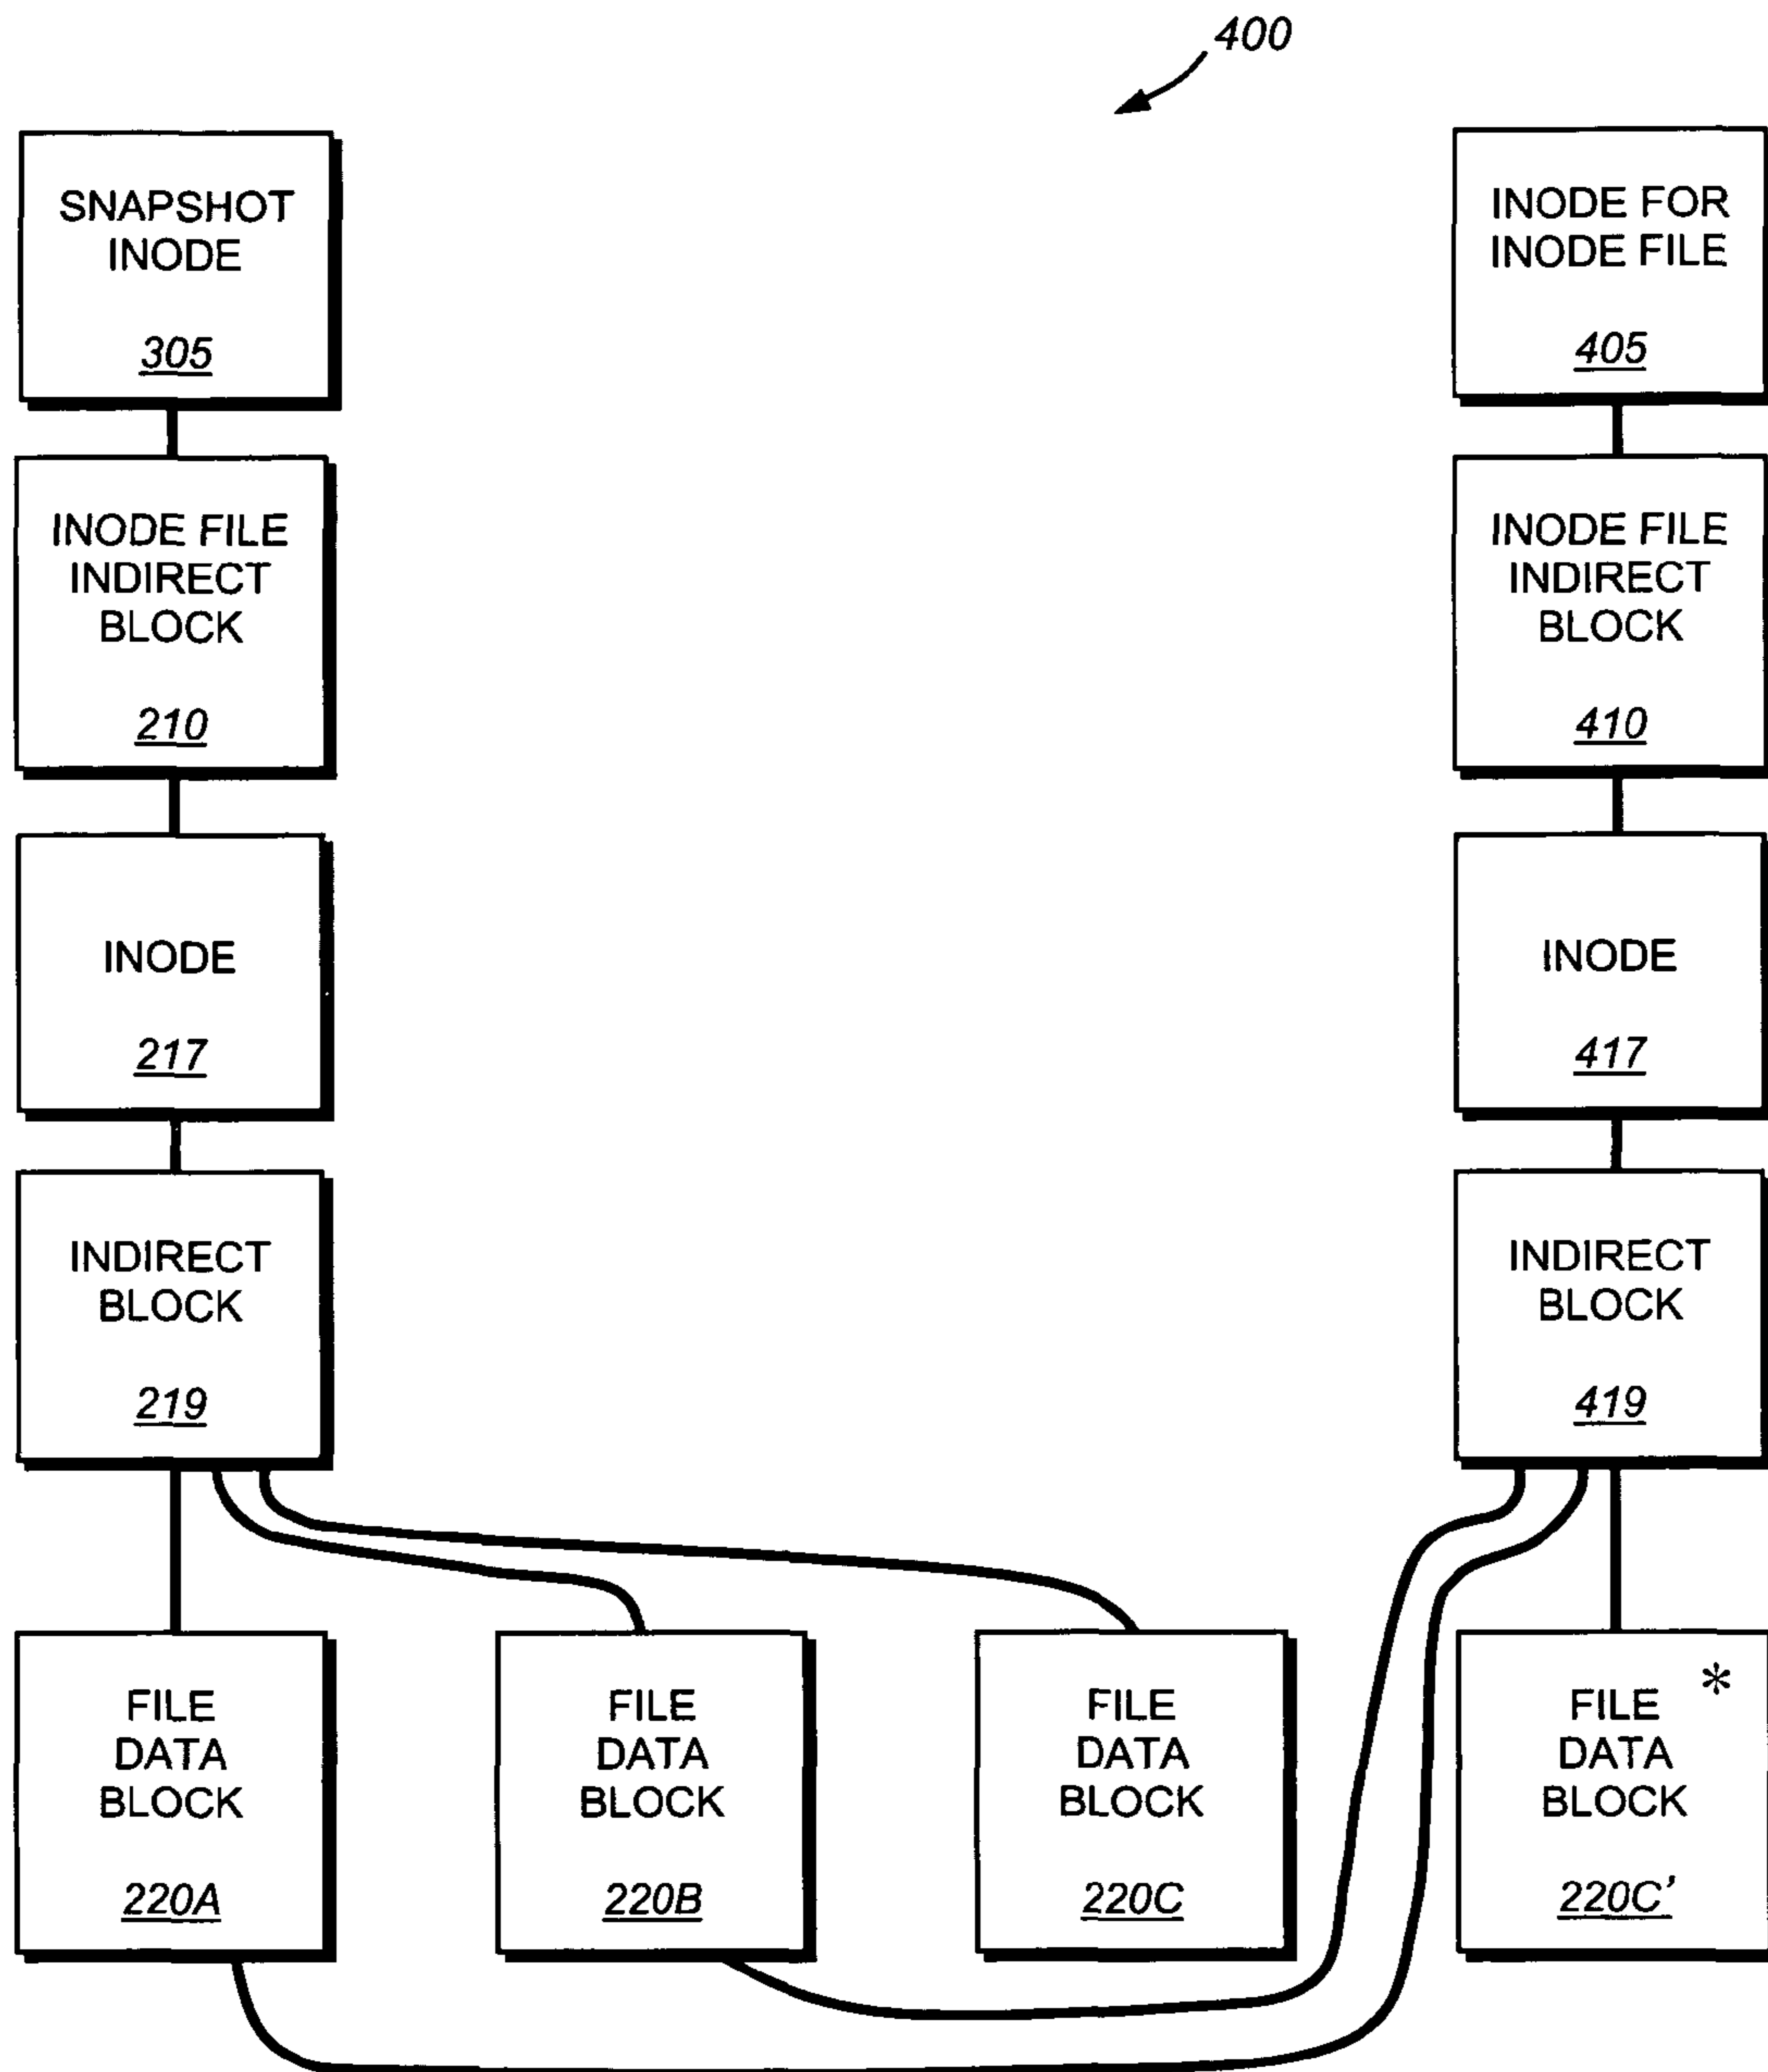 400
SNAPSHOT
INODE
305
INODE FOR
INODE FILE
405
INODE FILE
INDIRECT
BLOCK
210
INODE FILE
INDIRECT
BLOCK
410
INODE
217
INODE
417
INDIRECT
BLOCK
219
INDIRECT
BLOCK
419
FILE
DATA
BLOCK
220A
FILE
DATA
BLOCK
220B
FILE
DATA
BLOCK
220C
*
FILE
DATA
BLOCK
220C'